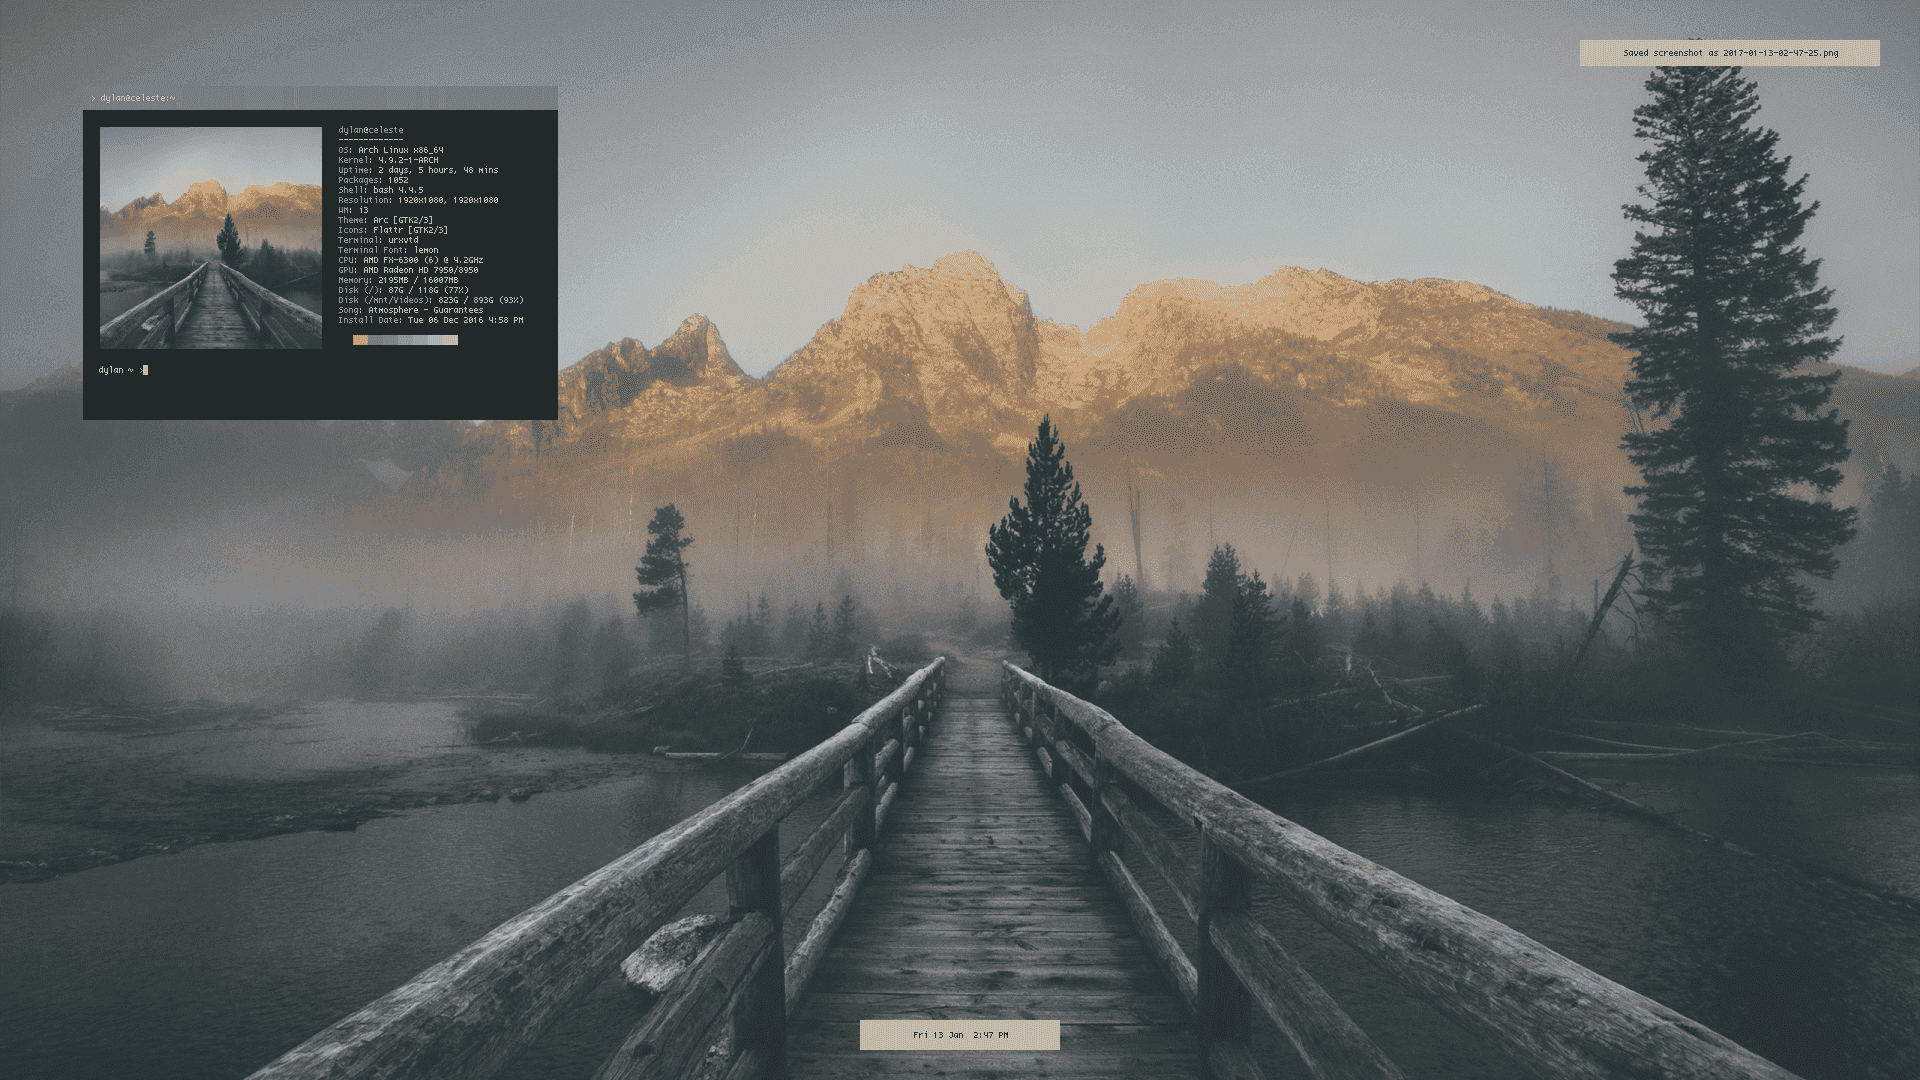 Saved screenshot as 2017-01-13-02-47-25.png
> dylan@celeste:~
dylan@celeste
-------------
OS: Arch Linux x86_64
Kernel: 4.9.2-1-ARCH
Uptime: 2 days, 5 hours, 48 mins
Packages: 1052
Shell: bash 4.4.5
Resolution: 1920x1080, 1920x1080
WM: i3
Theme: Arc [GTK2/3]
Icons: Flattr [GTK2/3]
Terminal: urxvtd
Terminal Font: lemon
CPU: AMD FX-6300 (6) @ 4.2GHz
GPU: AMD Radeon HD 7950/8950
Memory: 2195MB / 16007MB
Disk (/): 87G / 118G (77%)
Disk (/mnt/Videos): 823G / 893G (93%)
Song: Atmosphere - Guarantees
Install Date: Tue 06 Dec 2016 4:58 PM
dylan ~ >
Fri 13 Jan 2:47 PM